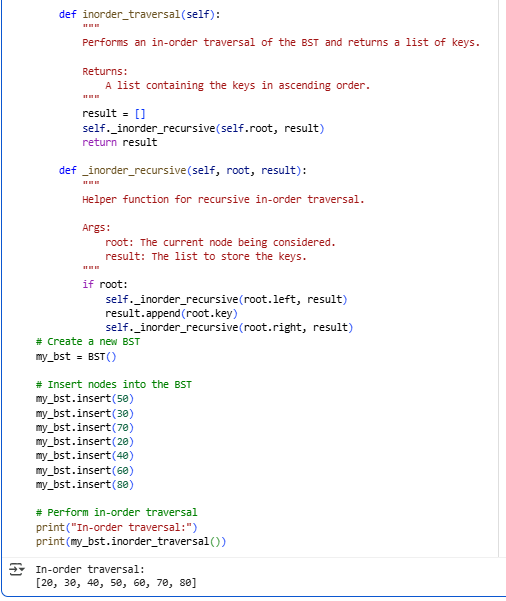 def inorder_traversal(self):
"""
Performs an in-order traversal of the BST and returns a list of keys.
Returns:
A list containing the keys in ascending order.
"""
result = []
self._inorder_recursive(self.root, result)
return result
def _inorder_recursive(self, root, result):
"""
Helper function for recursive in-order traversal.
Args:
root: The current node being considered.
result: The list to store the keys.
"""
if root:
self._inorder_recursive(root.left, result)
result.append(root.key)
self._inorder_recursive(root.right, result)
# Create a new BST
my_bst = BST()
# Insert nodes into the BST
my_bst.insert(50)
my_bst.insert(30)
my_bst.insert(70)
my_bst.insert(20)
my_bst.insert(40)
my_bst.insert(60)
my_bst.insert(80)
# Perform in-order traversal
print("In-order traversal:")
print(my_bst.inorder_traversal())
In-order traversal:
[20, 30, 40, 50, 60, 70, 80]